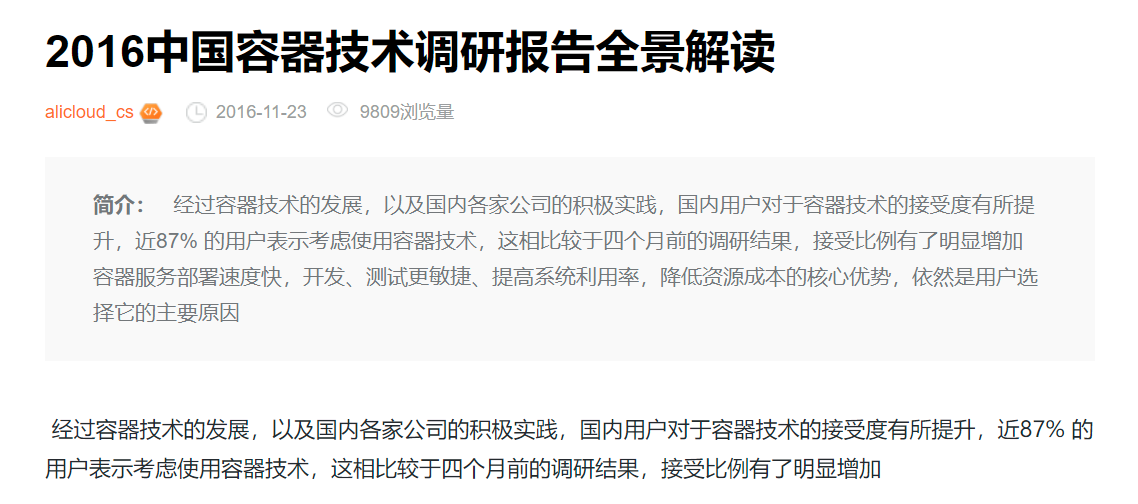 2016中国容器技术调研报告全景解读
alicloud_cs 2016-11-23 9809浏览量
简介： 经过容器技术的发展，以及国内各家公司的积极实践，国内用户对于容器技术的接受度有所提
升，近87% 的用户表示考虑使用容器技术，这相比较于四个月前的调研结果，接受比例有了明显增加
容器服务部署速度快，开发、测试更敏捷、提高系统利用率，降低资源成本的核心优势，依然是用户选
择它的主要原因
经过容器技术的发展，以及国内各家公司的积极实践，国内用户对于容器技术的接受度有所提升，近87% 的
用户表示考虑使用容器技术，这相比较于四个月前的调研结果，接受比例有了明显增加